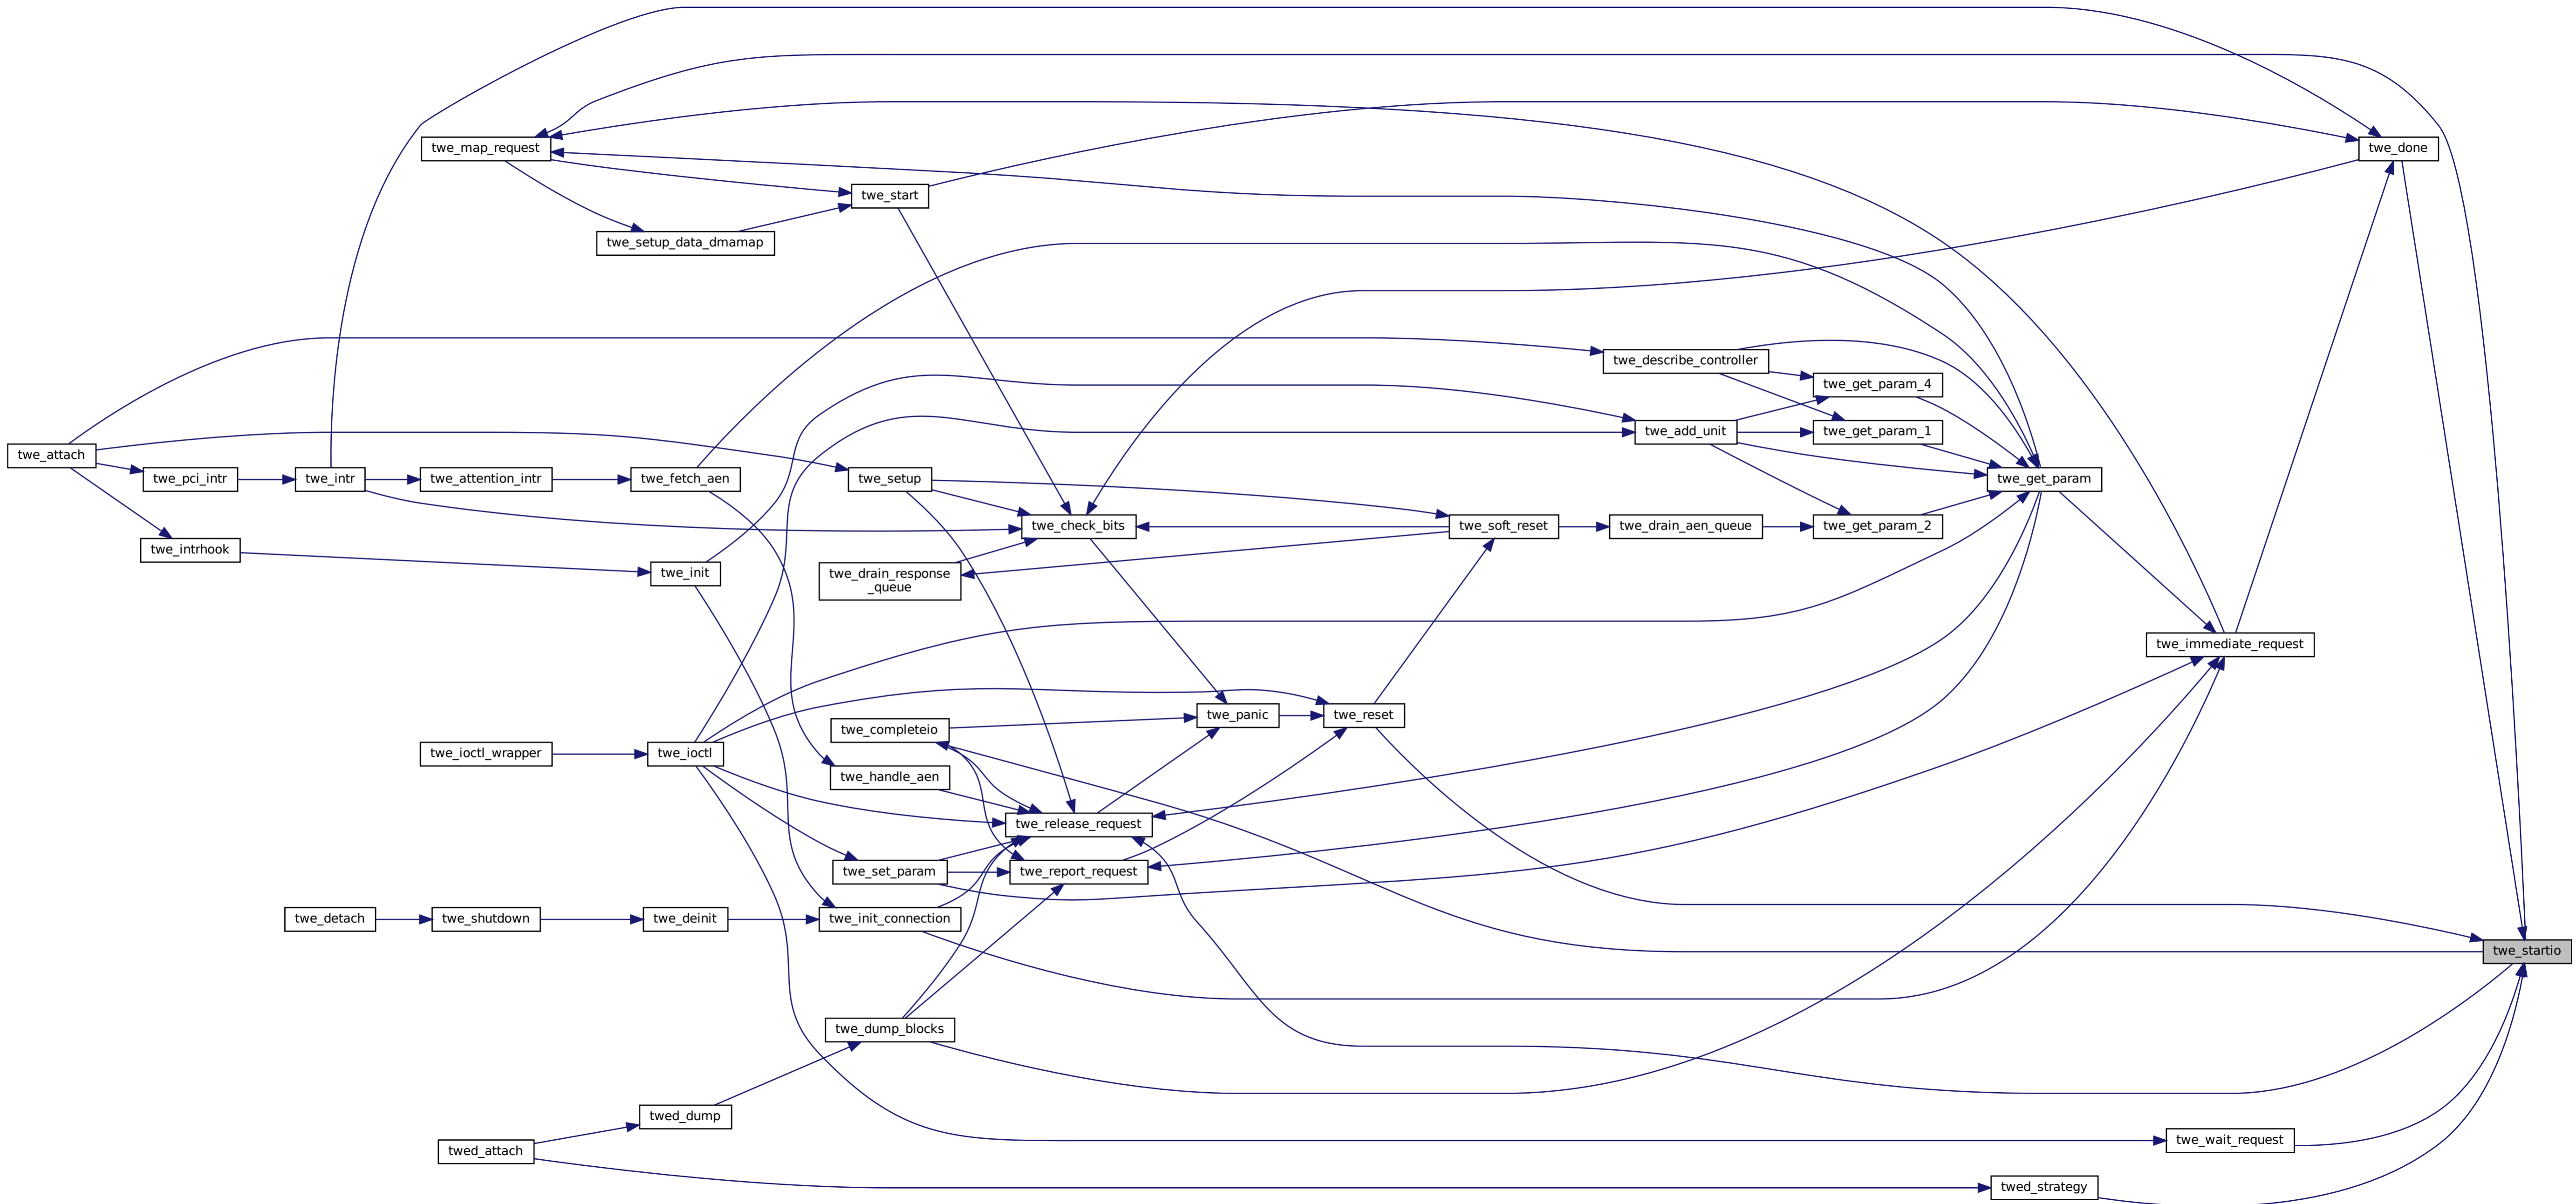 twe_map_request
twe_done
twe_start
twe_setup_data_dmamap
twe_describe_controller
twe_get_param_4
twe_add_unit
twe_get_param_1
twe_attach
twe_pci_intr
twe_intr
twe_attention_intr
twe_fetch_aen
twe_setup
twe_get_param
twe_check_bits
twe_soft_reset
twe_drain_aen_queue
twe_get_param_2
twe_intrhook
twe_init
twe_drain_response
_queue
twe_immediate_request
twe_panic
twe_reset
twe_completeio
twe_ioctl_wrapper
twe_ioctl
twe_handle_aen
twe_release_request
twe_set_param
twe_report_request
twe_detach
twe_shutdown
twe_deinit
twe_init_connection
twe_startio
twe_dump_blocks
twed_dump
twe_wait_request
twed_attach
twed_strategy